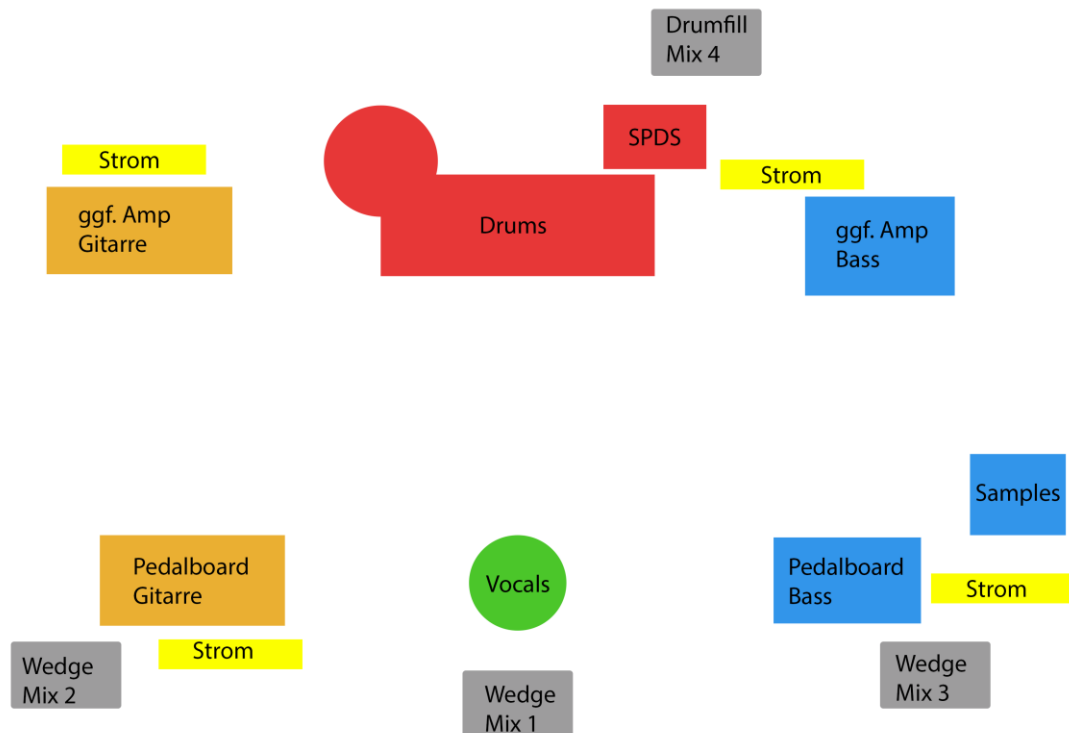 Drumfill
Mix 4
SPDS
Strom
Strom
ggf. Amp
Gitarre
Drums
ggf. Amp
Bass
Samples
Pedalboard
Gitarre
Vocals
Pedalboard
Bass
Strom
Strom
Wedge
Mix 2
Wedge
Mix 1
Wedge
Mix 3